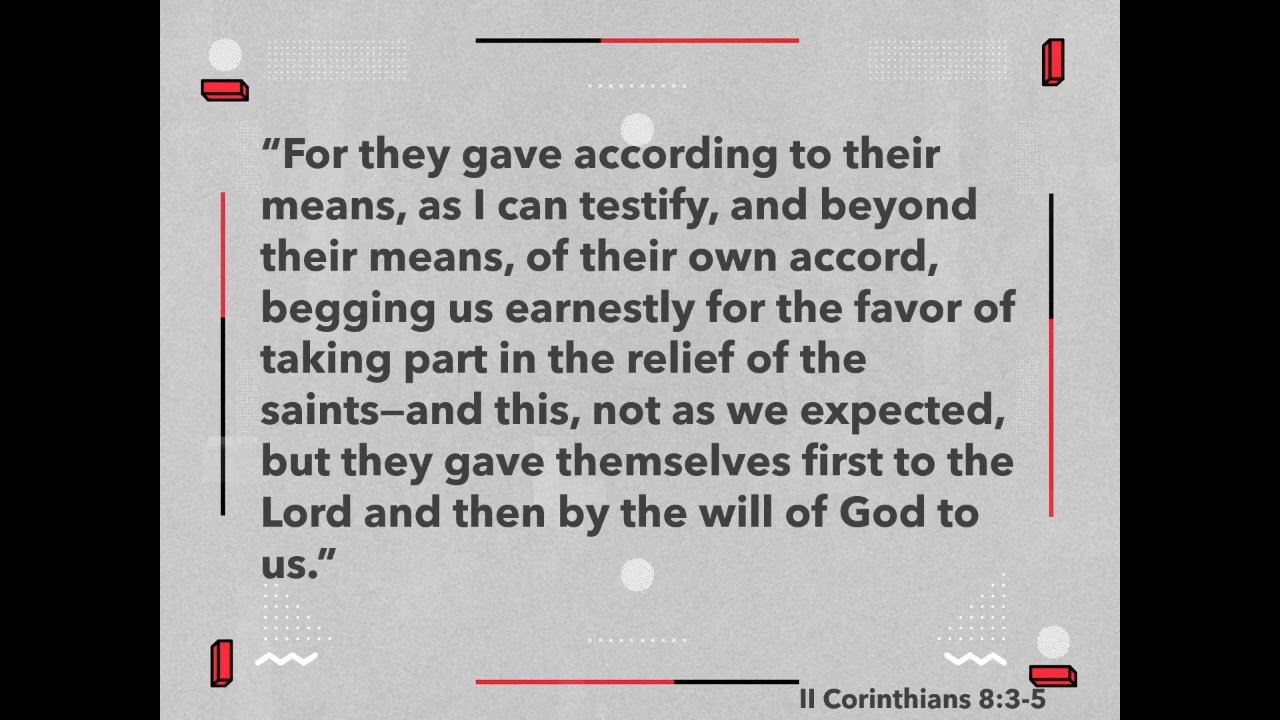 “For they gave according to their
means, as I can testify, and beyond
their means, of their own accord,
begging us earnestly for the favor of
taking part in the relief of the
saints—and this, not as we expected,
but they gave themselves first to the
Lord and then by the will of God to
us.”
II Corinthians 8:3-5